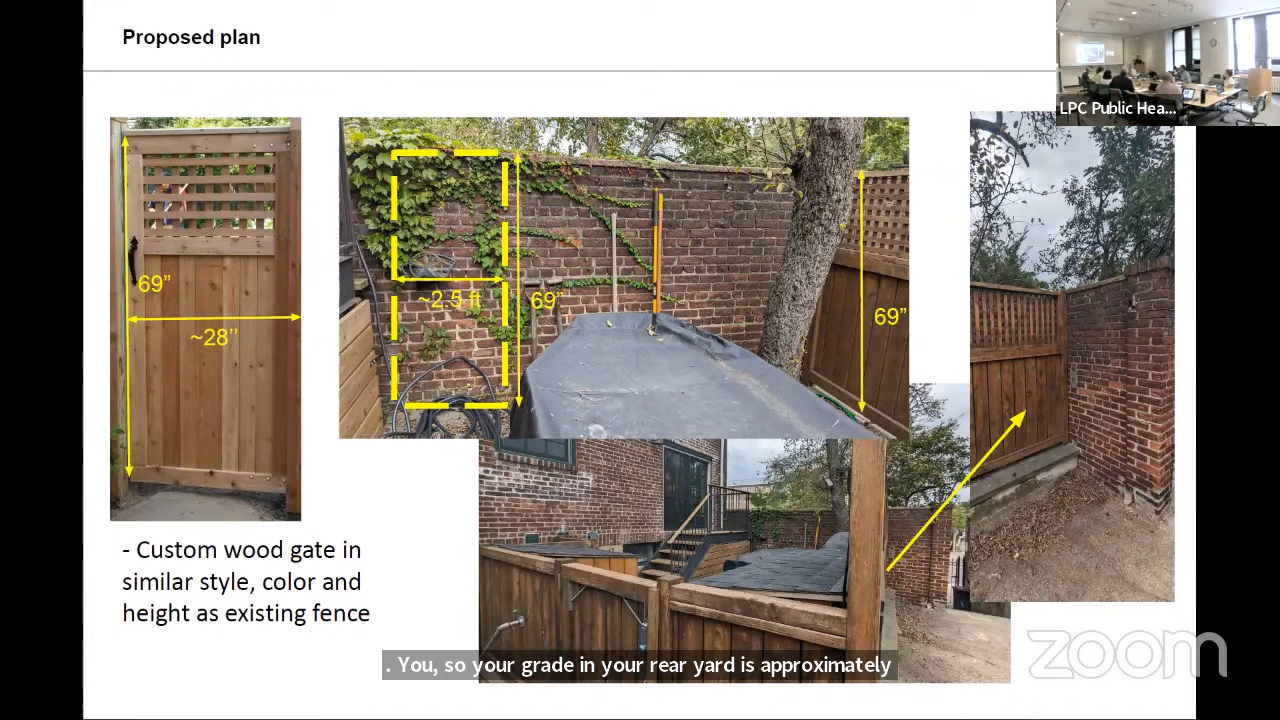 Proposed plan
LPC Public Hea...
69”
~28’’
~2.5 ft
69”
69”
- Custom wood gate in
similar style, color and
height as existing fence
. You, so your grade in your rear yard is approximately
zoom